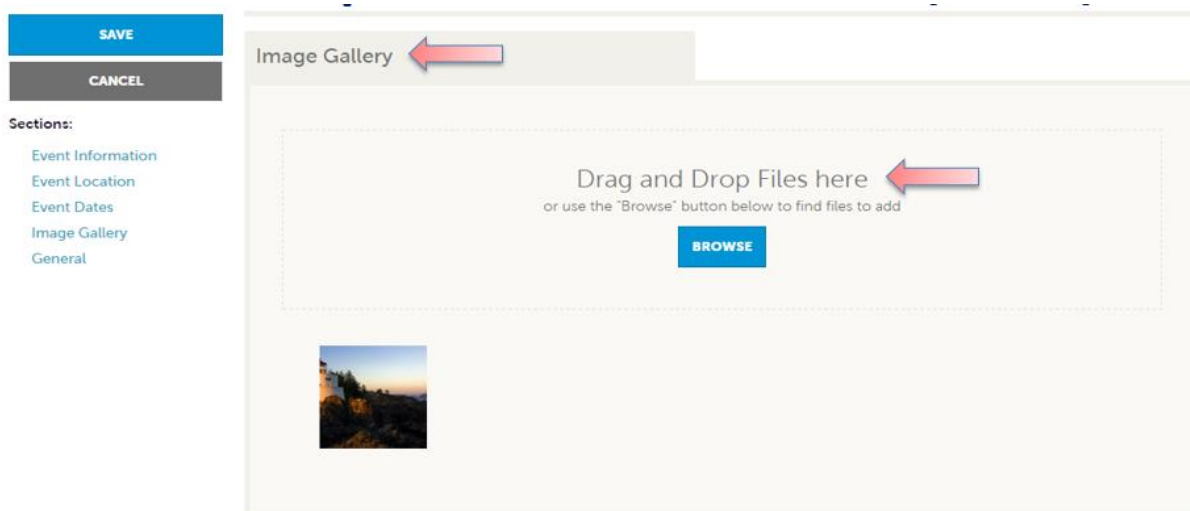 SAVE
CANCEL
Sections:
Event Information
Event Location
Event Dates
Image Gallery
General
Image Gallery
Drag and Drop Files here
or use the "Browse" button below to find files to add
BROWSE